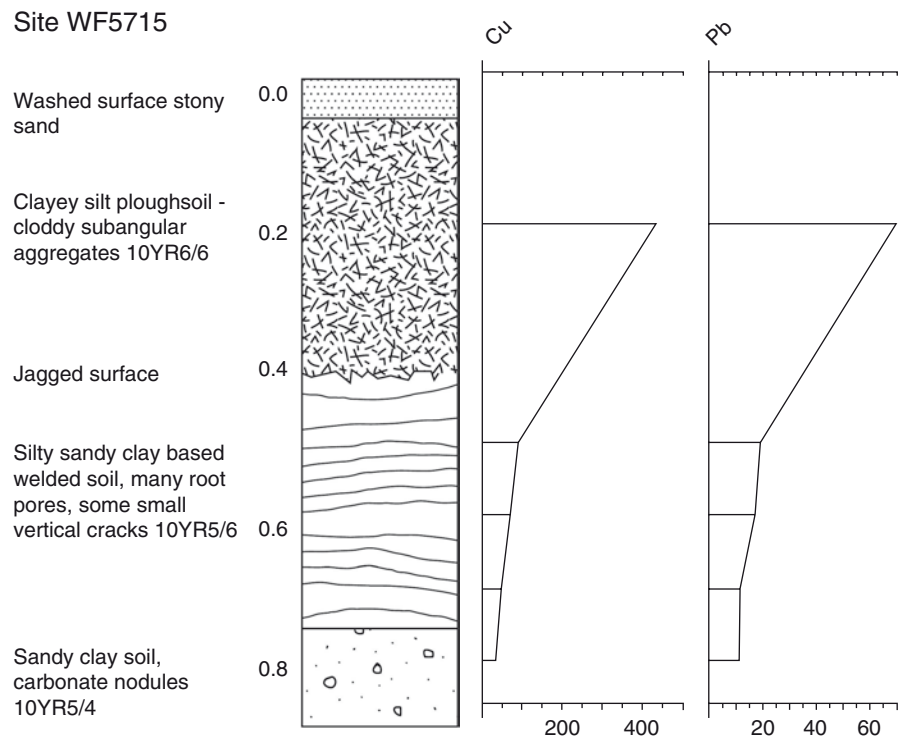 Site WF5715
Cu
Pb
Washed surface stony
sand
0.0
Clayey silt ploughsoil -
cloddy subangular
aggregates 10YR6/6
0.2
Jagged surface
0.4
Silty sandy clay based
welded soil, many root
pores, some small
vertical cracks 10YR5/6
0.6
Sandy clay soil,
carbonate nodules
10YR5/4
0.8
200 400
20 40 60